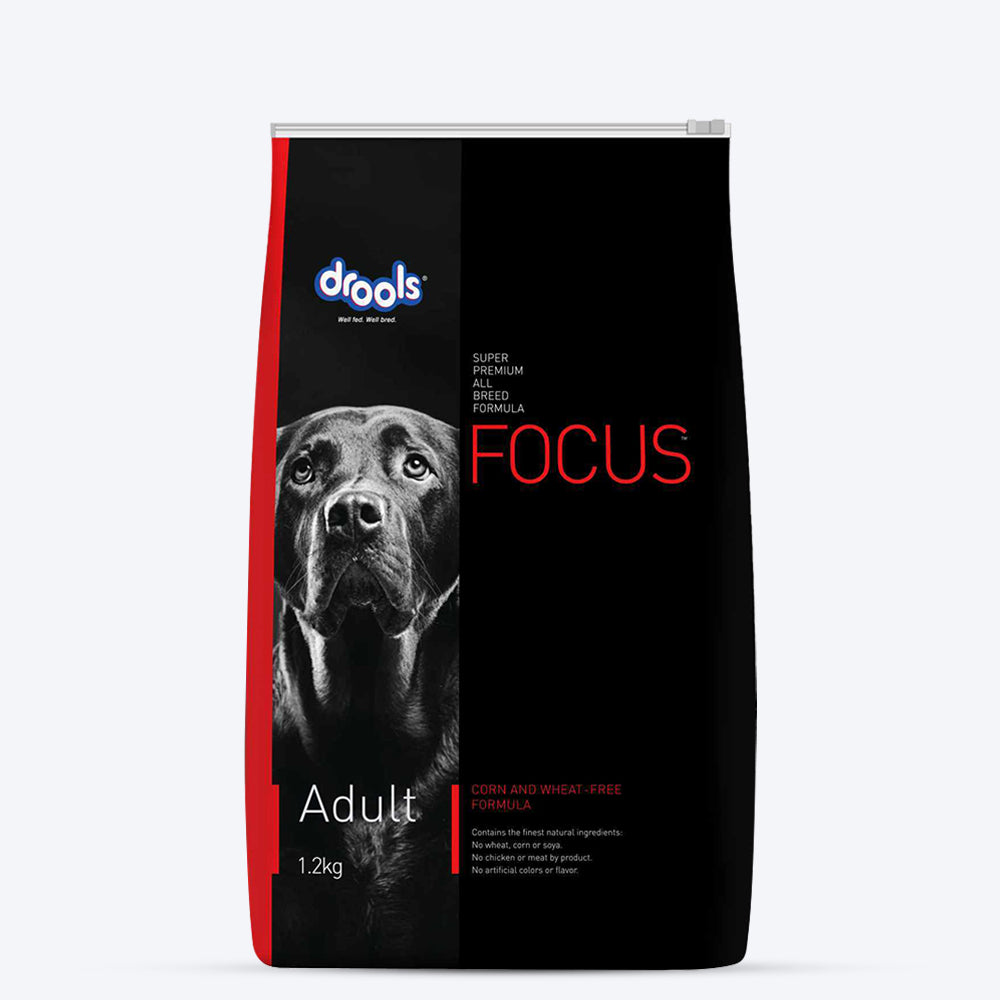 drools®
Well fed. Well bred.
SUPER
PREMIUM
ALL
BREED
FORMULA
FOCUS™
Adult
1.2kg
CORN AND WHEAT-FREE
FORMULA
Contains the finest natural ingredients:
No wheat, corn or soya.
No chicken or meat by product.
No artificial colors or flavor.